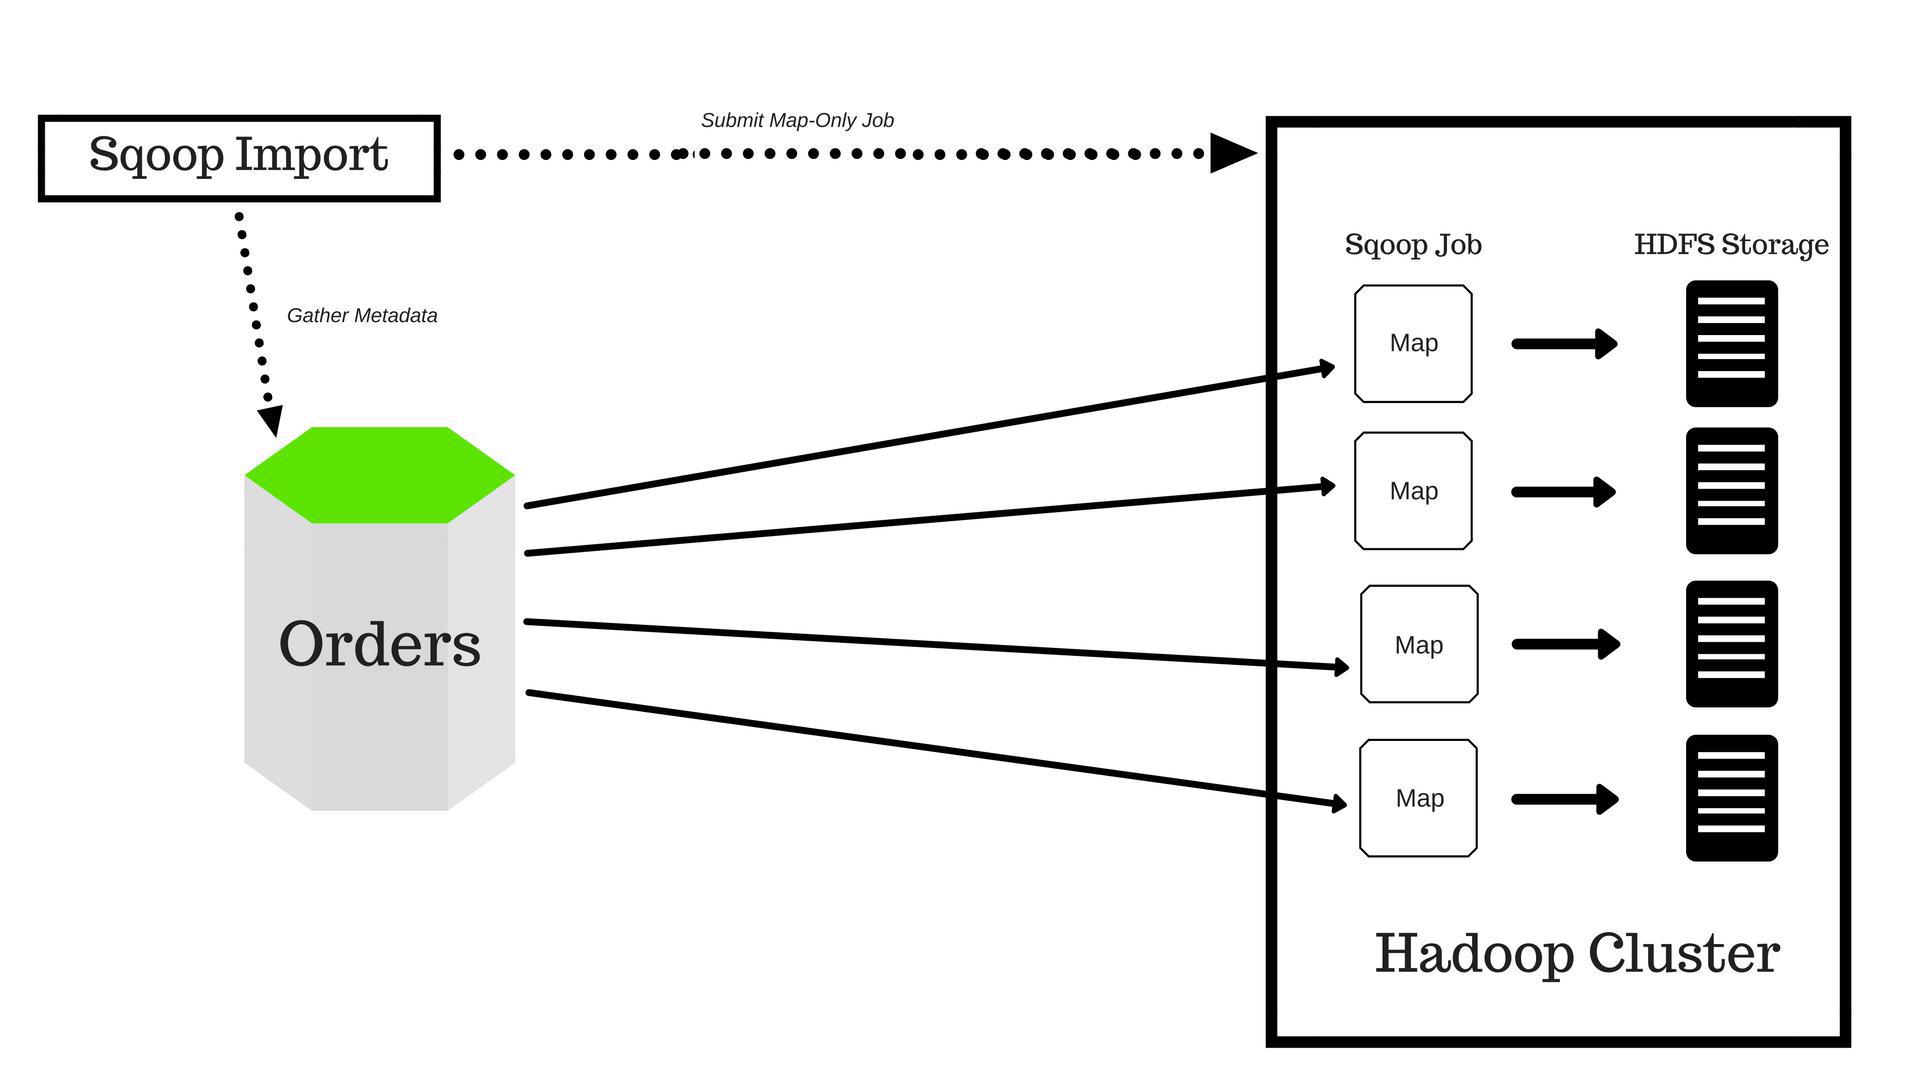 Submit Map-Only Job
Sqoop Import
Sqoop Job
HDFS Storage
Gather Metadata
Map
Map
Orders
Map
Map
Hadoop Cluster